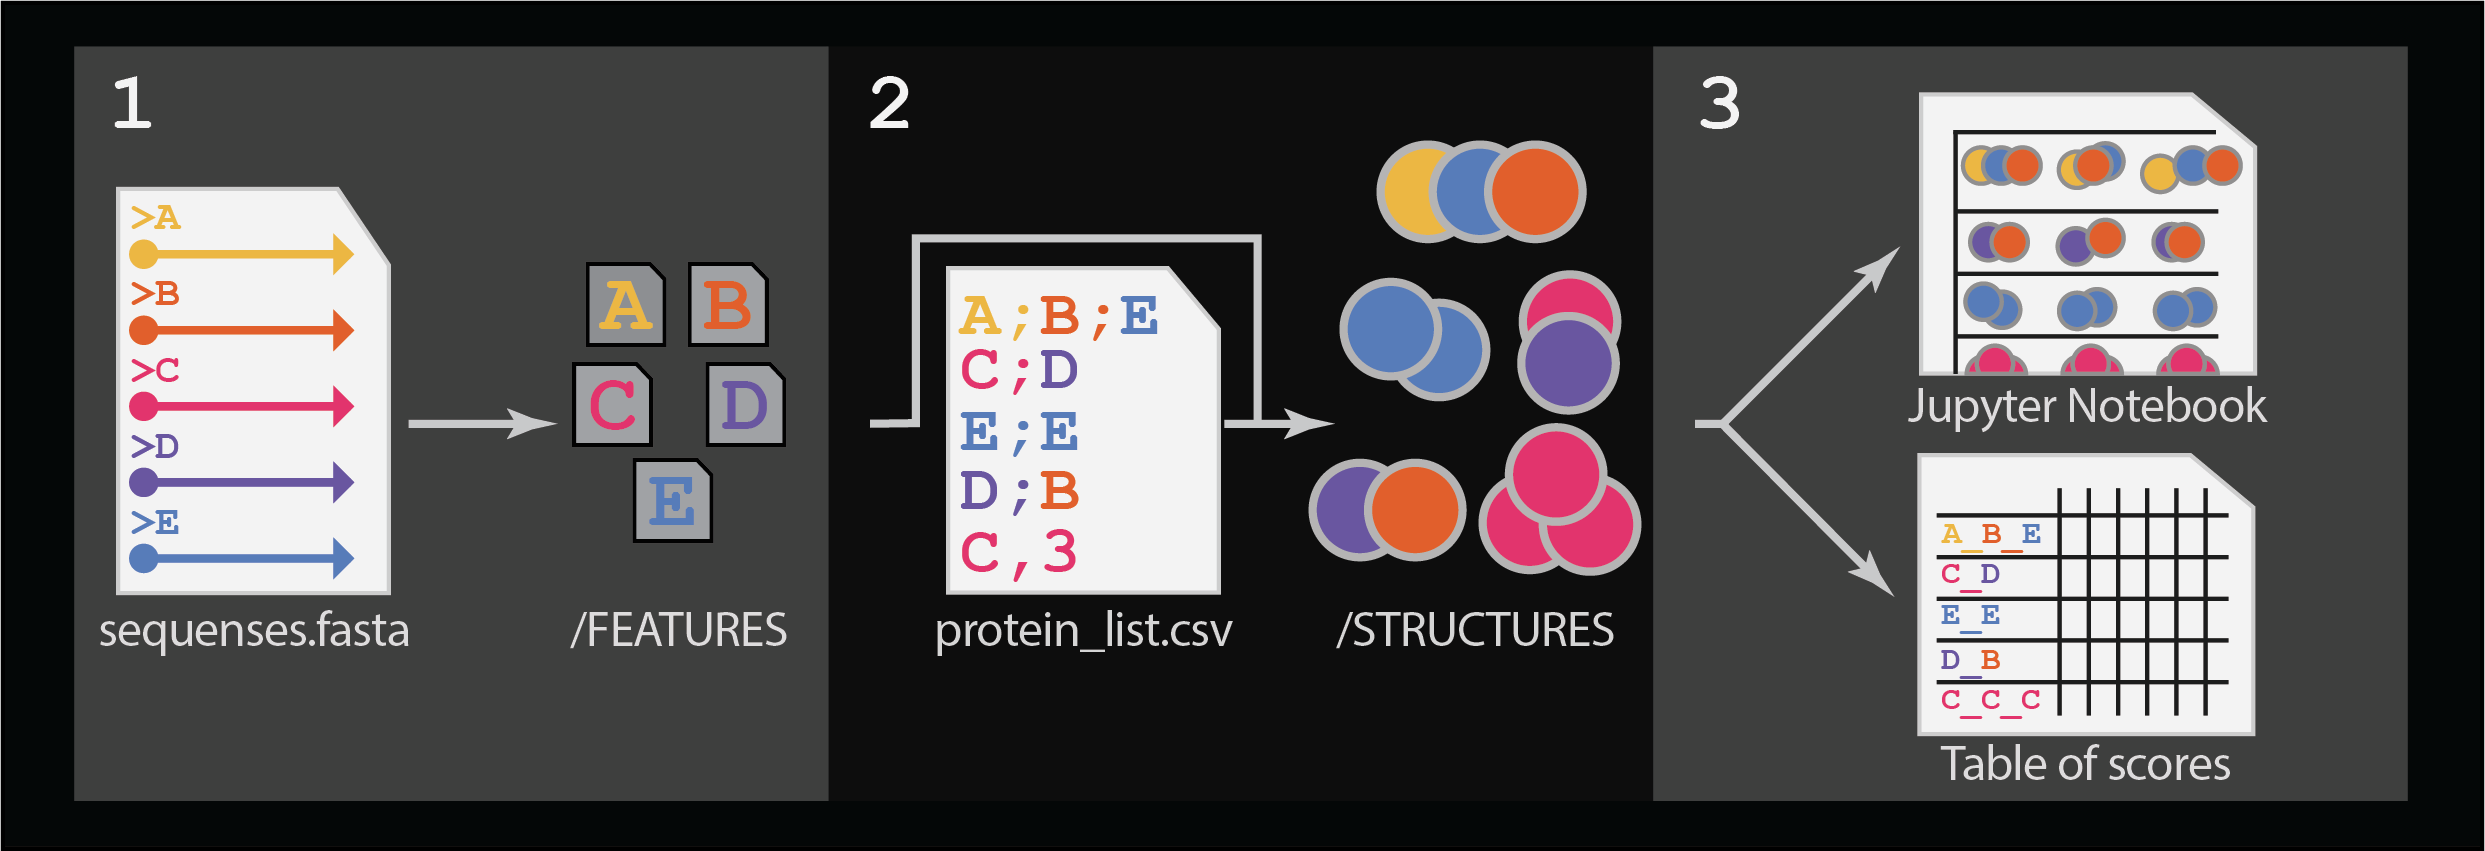 1
>A
>B
>C
>D
>E
sequenses.fasta
A
B
C
D
E
/FEATURES
2
A;B;E
C;D
E;E
D;B
C,3
protein_list.csv
/STRUCTURES
3
Jupyter Notebook
A_B_E
C_D
E_E
D_B
C_C_C
Table of scores